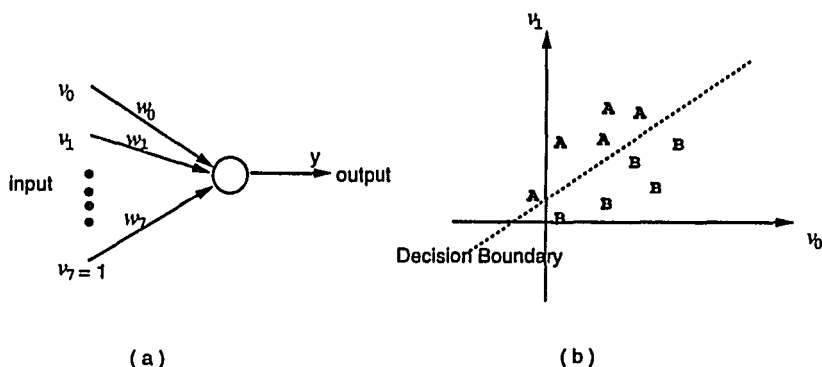 v0
w0
v1
w1
input
y
output
w7
v7 = 1
(a)
v1
A
A
A
A
B
B
A
B
B
B
v0
Decision Boundary
(b)